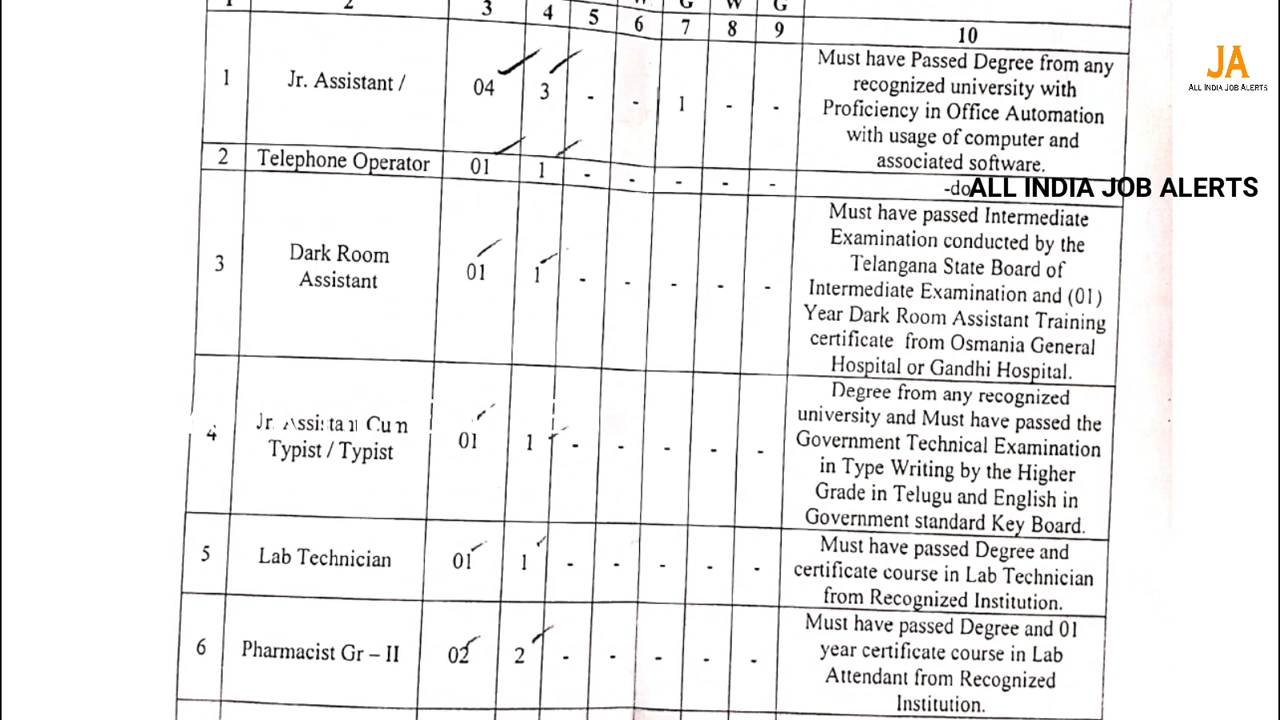 1 2 3 4 5 6 7 8 9 10
G W G
1 Jr. Assistant / 04 3 - - 1 - -
Must have Passed Degree from any
recognized university with
Proficiency in Office Automation
with usage of computer and
associated software.
2 Telephone Operator 01 1 - - - - -
-do
3 Dark Room
Assistant
01 1 - - - - -
Must have passed Intermediate
Examination conducted by the
Telangana State Board of
Intermediate Examination and (01)
Year Dark Room Assistant Training
certificate from Osmania General
Hospital or Gandhi Hospital.
4 Jr. Assistant Cum
Typist / Typist
01 1 - - - - -
Degree from any recognized
university and Must have passed the
Government Technical Examination
in Type Writing by the Higher
Grade in Telugu and English in
Government standard Key Board.
5 Lab Technician 01 1 - - - - -
Must have passed Degree and
certificate course in Lab Technician
from Recognized Institution.
6 Pharmacist Gr – II 02 2 - - - - -
Must have passed Degree and 01
year certificate course in Lab
Attendant from Recognized
Institution.
JA
ALL INDIA JOB ALERTS
ALL INDIA JOB ALERTS